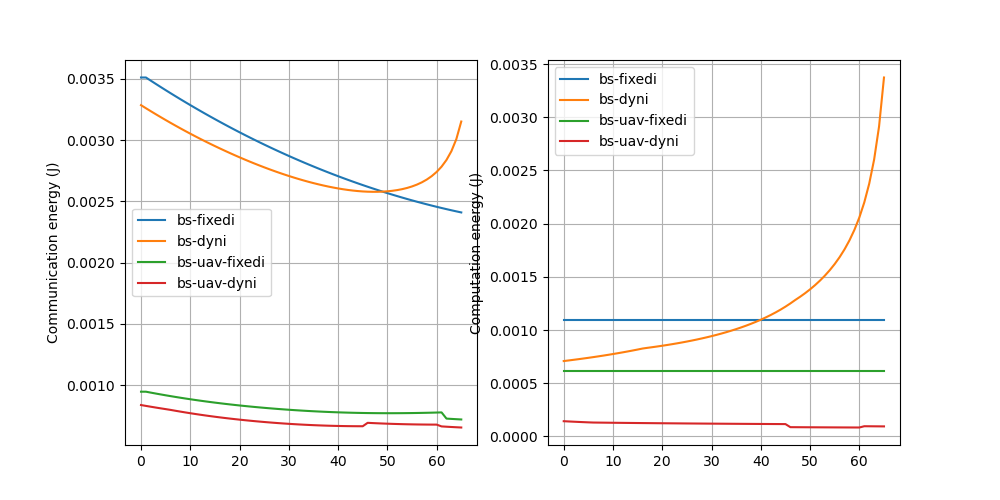 Communication energy (J)
0.0035
0.0030
0.0025
0.0020
0.0015
0.0010
bs-fixedi
bs-dyni
bs-uav-fixedi
bs-uav-dyni
0 10 20 30 40 50 60
Computation energy (J)
0.0035
0.0030
0.0025
0.0020
0.0015
0.0010
0.0005
0.0000
bs-fixedi
bs-dyni
bs-uav-fixedi
bs-uav-dyni
0 10 20 30 40 50 60